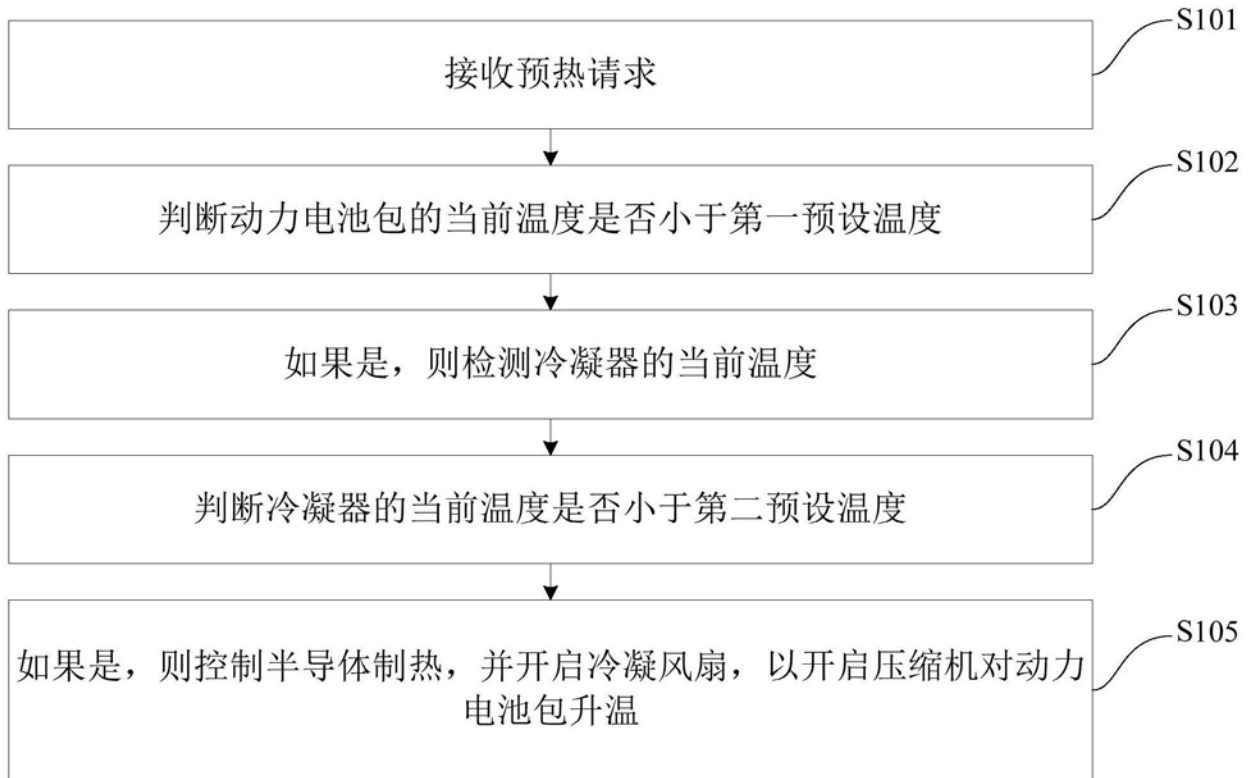 S101
接收预热请求
S102
判断动力电池包的当前温度是否小于第一预设温度
S103
如果是，则检测冷凝器的当前温度
S104
判断冷凝器的当前温度是否小于第二预设温度
S105
如果是，则控制半导体制热，并开启冷凝风扇，以开启压缩机对动力
电池包升温